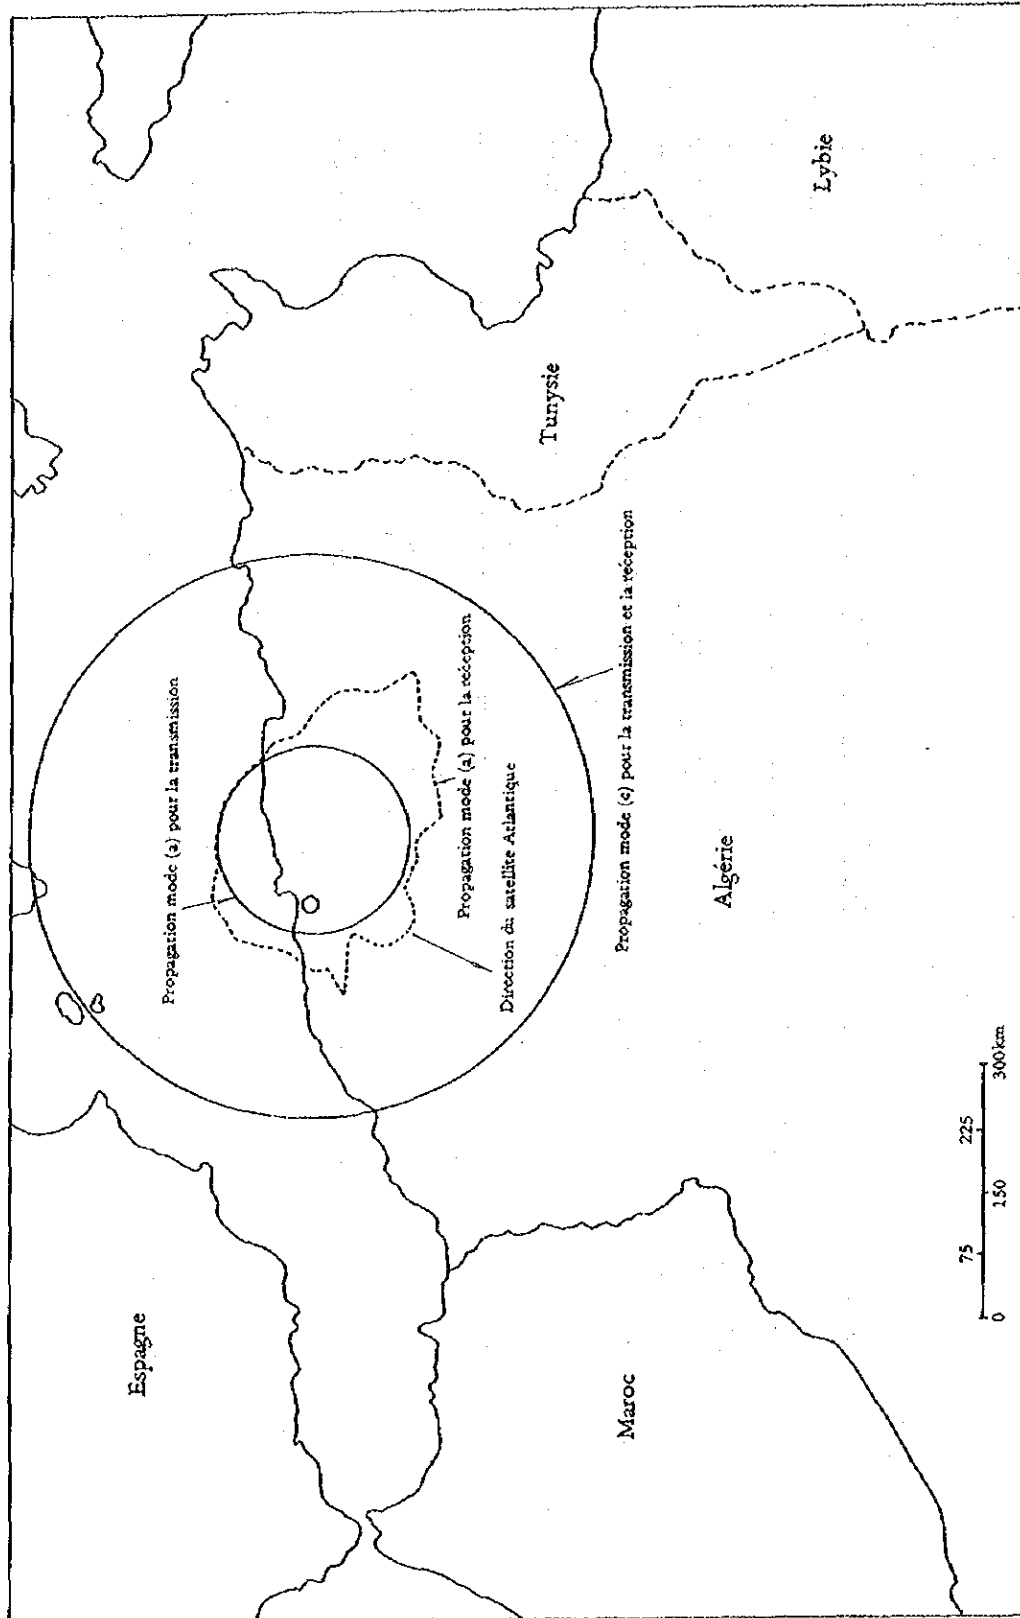 Espagne
Propagation mode (a) pour la transmission
Propagation mode (a) pour la réception
Direction du satellite Atlantique
Propagation mode (c) pour la transmission et la réception
Tunysie
Lybie
Algérie
Maroc
0 75 150 225 300km